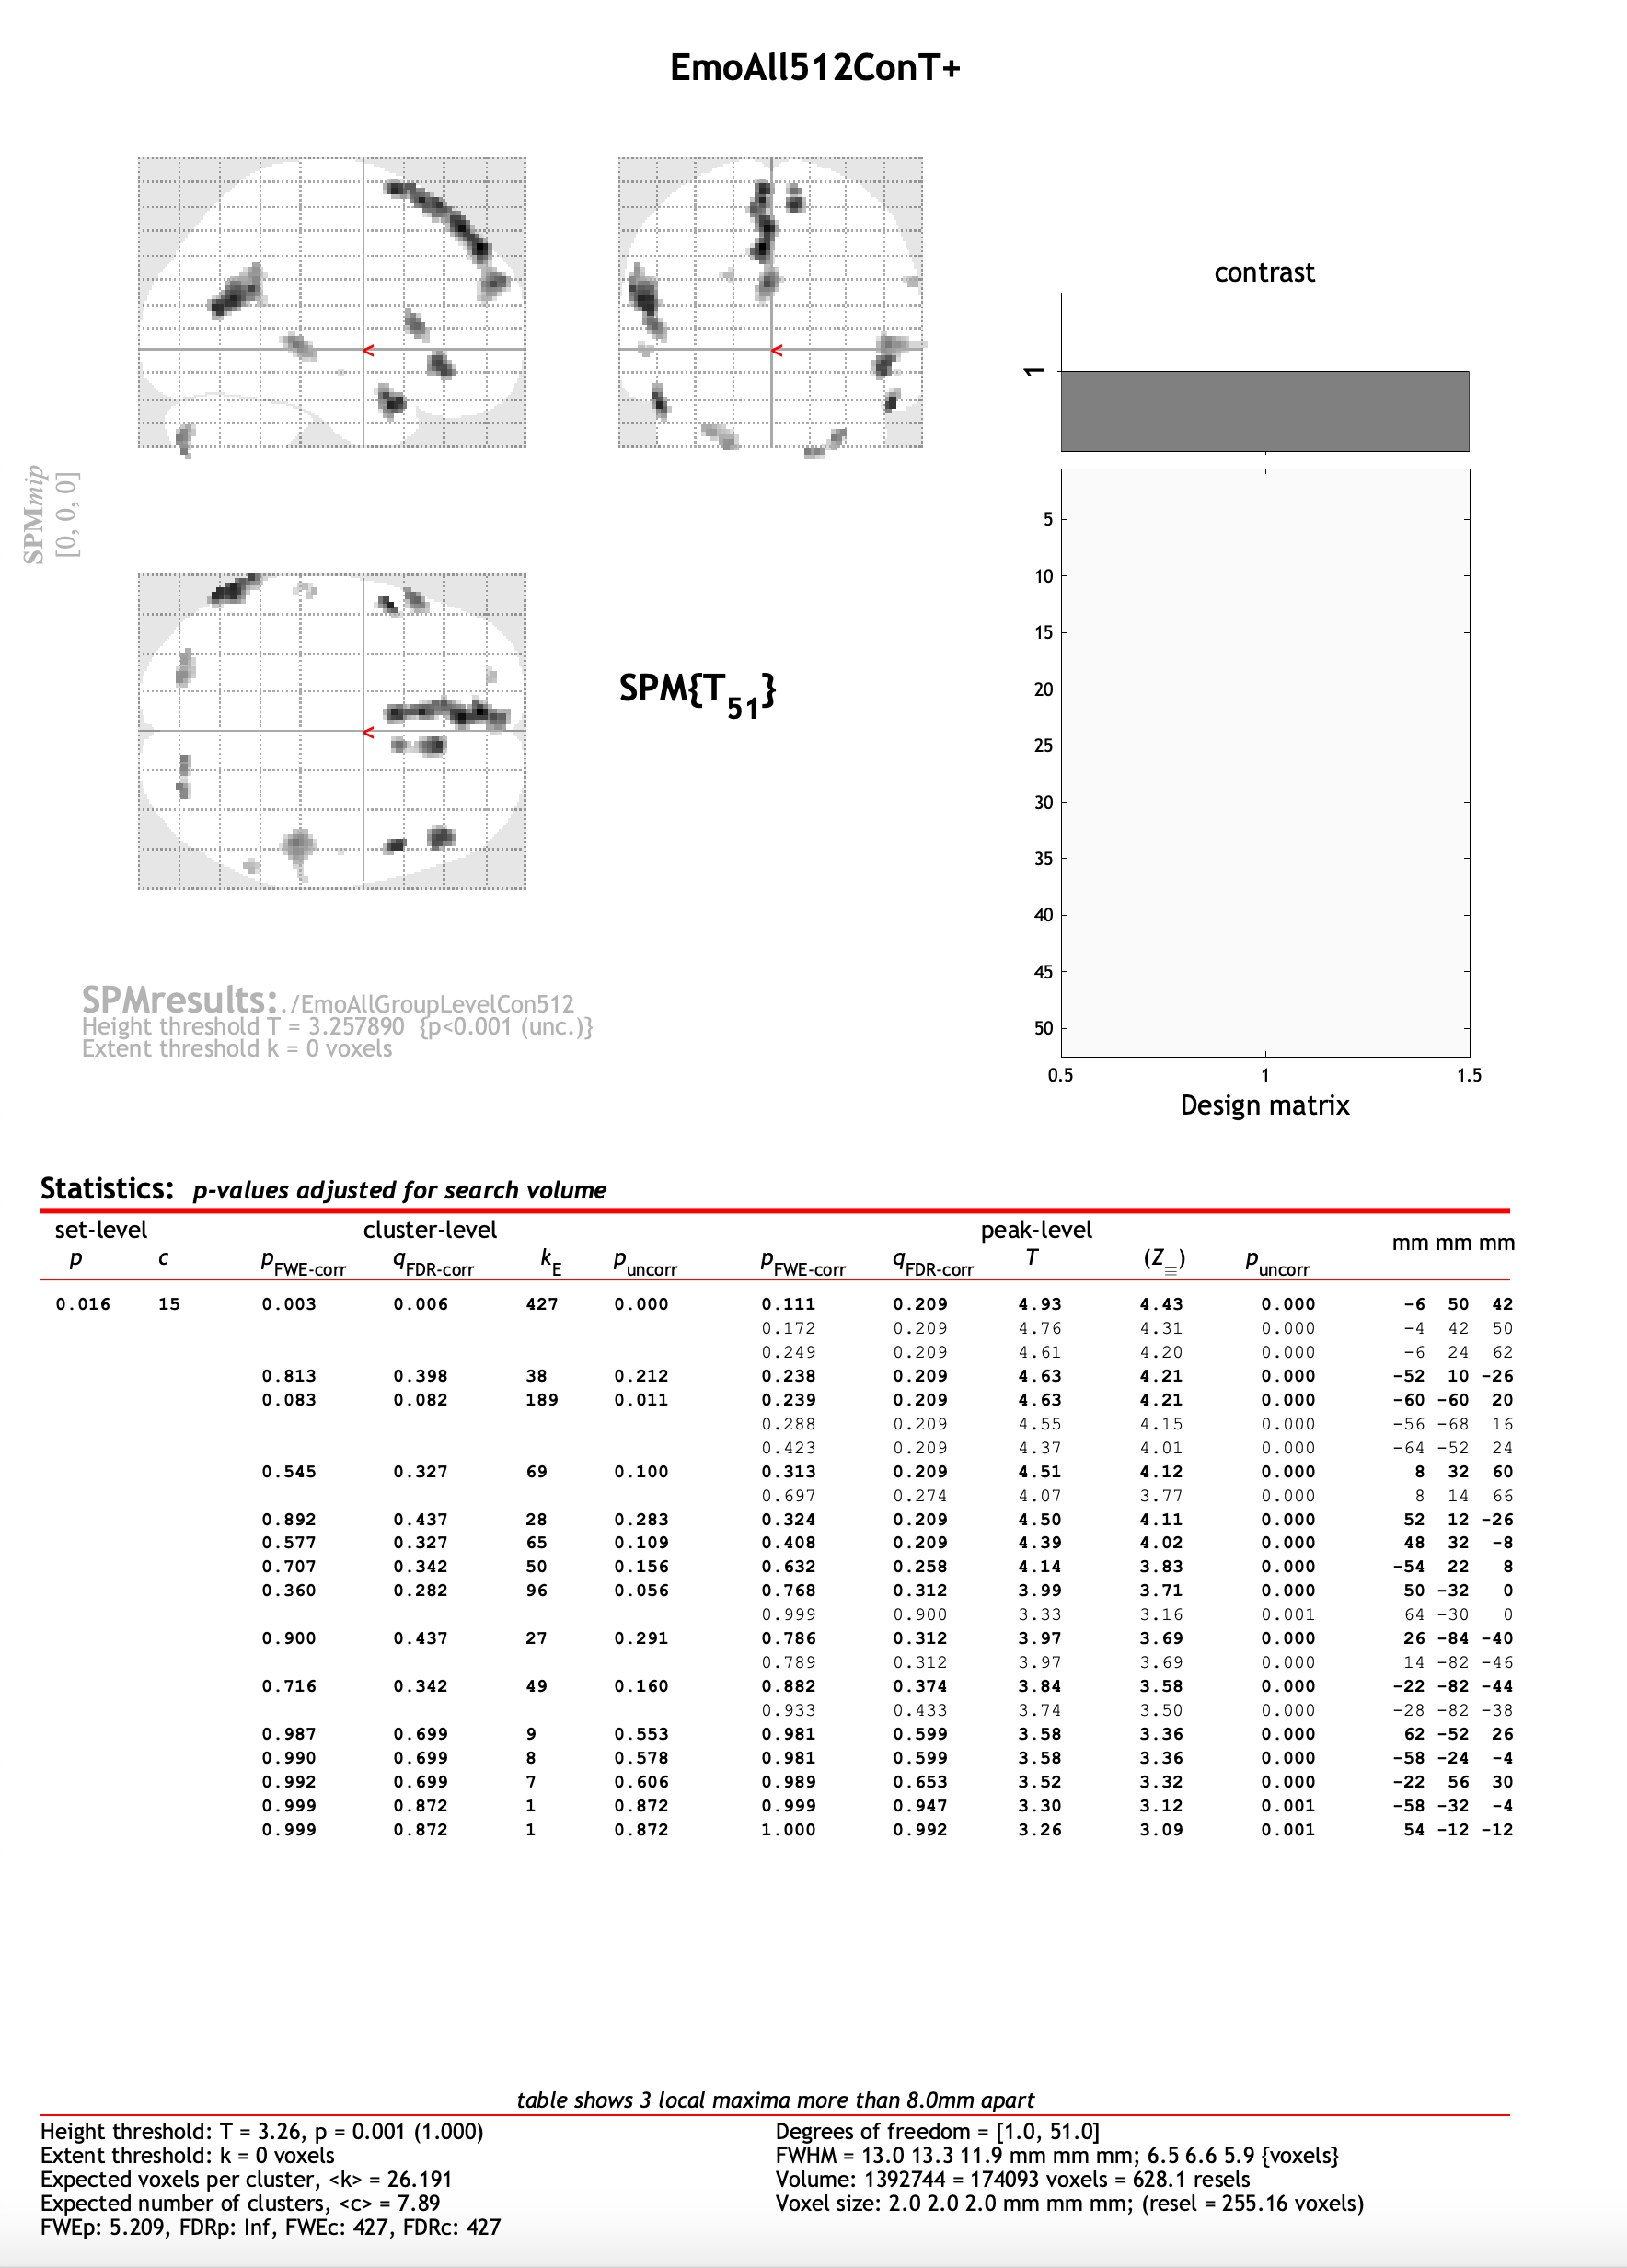 EmoAll512ConT+
SPMmip
[0, 0, 0]
<
<
<
SPM{T51}
SPMresults:./EmoAllGroupLevelCon512
Height threshold T = 3.257890 {p<0.001 (unc.)}
Extent threshold k = 0 voxels
contrast
1
5
10
15
20
25
30
35
40
45
50
0.5 1 1.5
Design matrix
Statistics: p-values adjusted for search volume
set-level cluster-level peak-level
mm mm mm
p c pFWE-corr qFDR-corr kE puncorr pFWE-corr qFDR-corr T (Z≡) puncorr
0.016 15 0.003 0.006 427 0.000 0.111 0.209 4.93 4.43 0.000 -6 50 42
0.172 0.209 4.76 4.31 0.000 -4 42 50
0.249 0.209 4.61 4.20 0.000 -6 24 62
0.813 0.398 38 0.212 0.238 0.209 4.63 4.21 0.000 -52 10 -26
0.083 0.082 189 0.011 0.239 0.209 4.63 4.21 0.000 -60 -60 20
0.288 0.209 4.55 4.15 0.000 -56 -68 16
0.423 0.209 4.37 4.01 0.000 -64 -52 24
0.545 0.327 69 0.100 0.313 0.209 4.51 4.12 0.000 8 32 60
0.697 0.274 4.07 3.77 0.000 8 14 66
0.892 0.437 28 0.283 0.324 0.209 4.50 4.11 0.000 52 12 -26
0.577 0.327 65 0.109 0.408 0.209 4.39 4.02 0.000 48 32 -8
0.707 0.342 50 0.156 0.632 0.258 4.14 3.83 0.000 -54 22 8
0.360 0.282 96 0.056 0.768 0.312 3.99 3.71 0.000 50 -32 0
0.999 0.900 3.33 3.16 0.001 64 -30 0
0.900 0.437 27 0.291 0.786 0.312 3.97 3.69 0.000 26 -84 -40
0.789 0.312 3.97 3.69 0.000 14 -82 -46
0.716 0.342 49 0.160 0.882 0.374 3.84 3.58 0.000 -22 -82 -44
0.933 0.433 3.74 3.50 0.000 -28 -82 -38
0.987 0.699 9 0.553 0.981 0.599 3.58 3.36 0.000 62 -52 26
0.990 0.699 8 0.578 0.981 0.599 3.58 3.36 0.000 -58 -24 -4
0.992 0.699 7 0.606 0.989 0.653 3.52 3.32 0.000 -22 56 30
0.999 0.872 1 0.872 0.999 0.947 3.30 3.12 0.001 -58 -32 -4
0.999 0.872 1 0.872 1.000 0.992 3.26 3.09 0.001 54 -12 -12
table shows 3 local maxima more than 8.0mm apart
Height threshold: T = 3.26, p = 0.001 (1.000)
Extent threshold: k = 0 voxels
Expected voxels per cluster, <k> = 26.191
Expected number of clusters, <c> = 7.89
FWEp: 5.209, FDRp: Inf, FWEc: 427, FDRc: 427
Degrees of freedom = [1.0, 51.0]
FWHM = 13.0 13.3 11.9 mm mm mm; 6.5 6.6 5.9 {voxels}
Volume: 1392744 = 174093 voxels = 628.1 resels
Voxel size: 2.0 2.0 2.0 mm mm mm; (resel = 255.16 voxels)